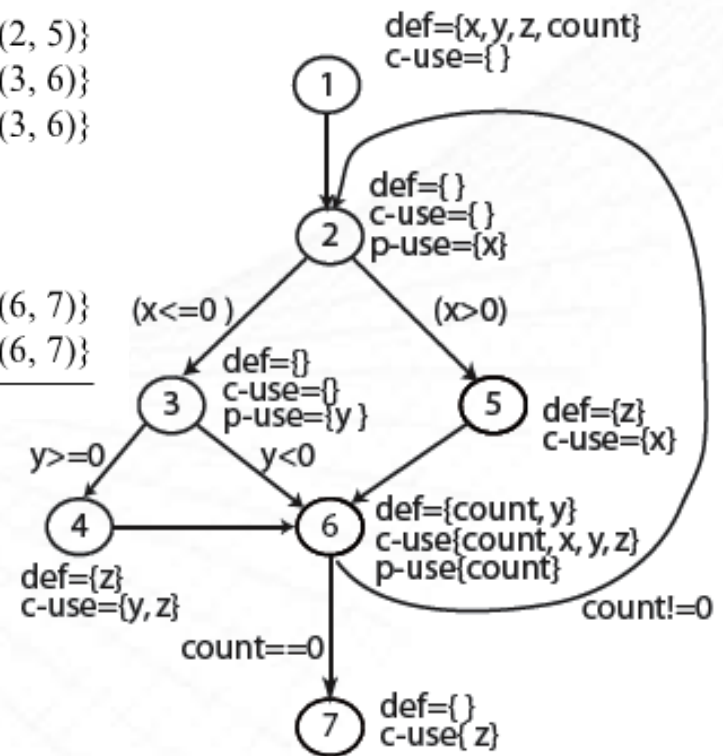 (2, 5)}
(3, 6)}
(3, 6)}
(6, 7)}
(6, 7)}
def={x, y, z, count}
c-use={ }
1
def={ }
c-use={ }
p-use={x}
2
(x<=0 )
(x>0)
def={}
c-use={}
p-use={y }
3
5
def={z}
c-use={x}
y>=0
y<0
4
6
def={count, y}
c-use{count, x, y, z}
p-use{count}
def={z}
c-use={y, z}
count!=0
count==0
7
def={ }
c-use{ z}